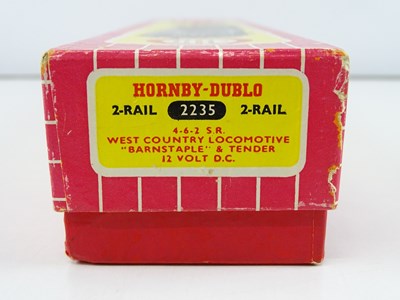 HORNBY-DUBLO
2-RAIL 2235 2-RAIL
4-6-2 S.R.
WEST COUNTRY LOCOMOTIVE
"BARNSTAPLE" & TENDER
12 VOLT D.C.